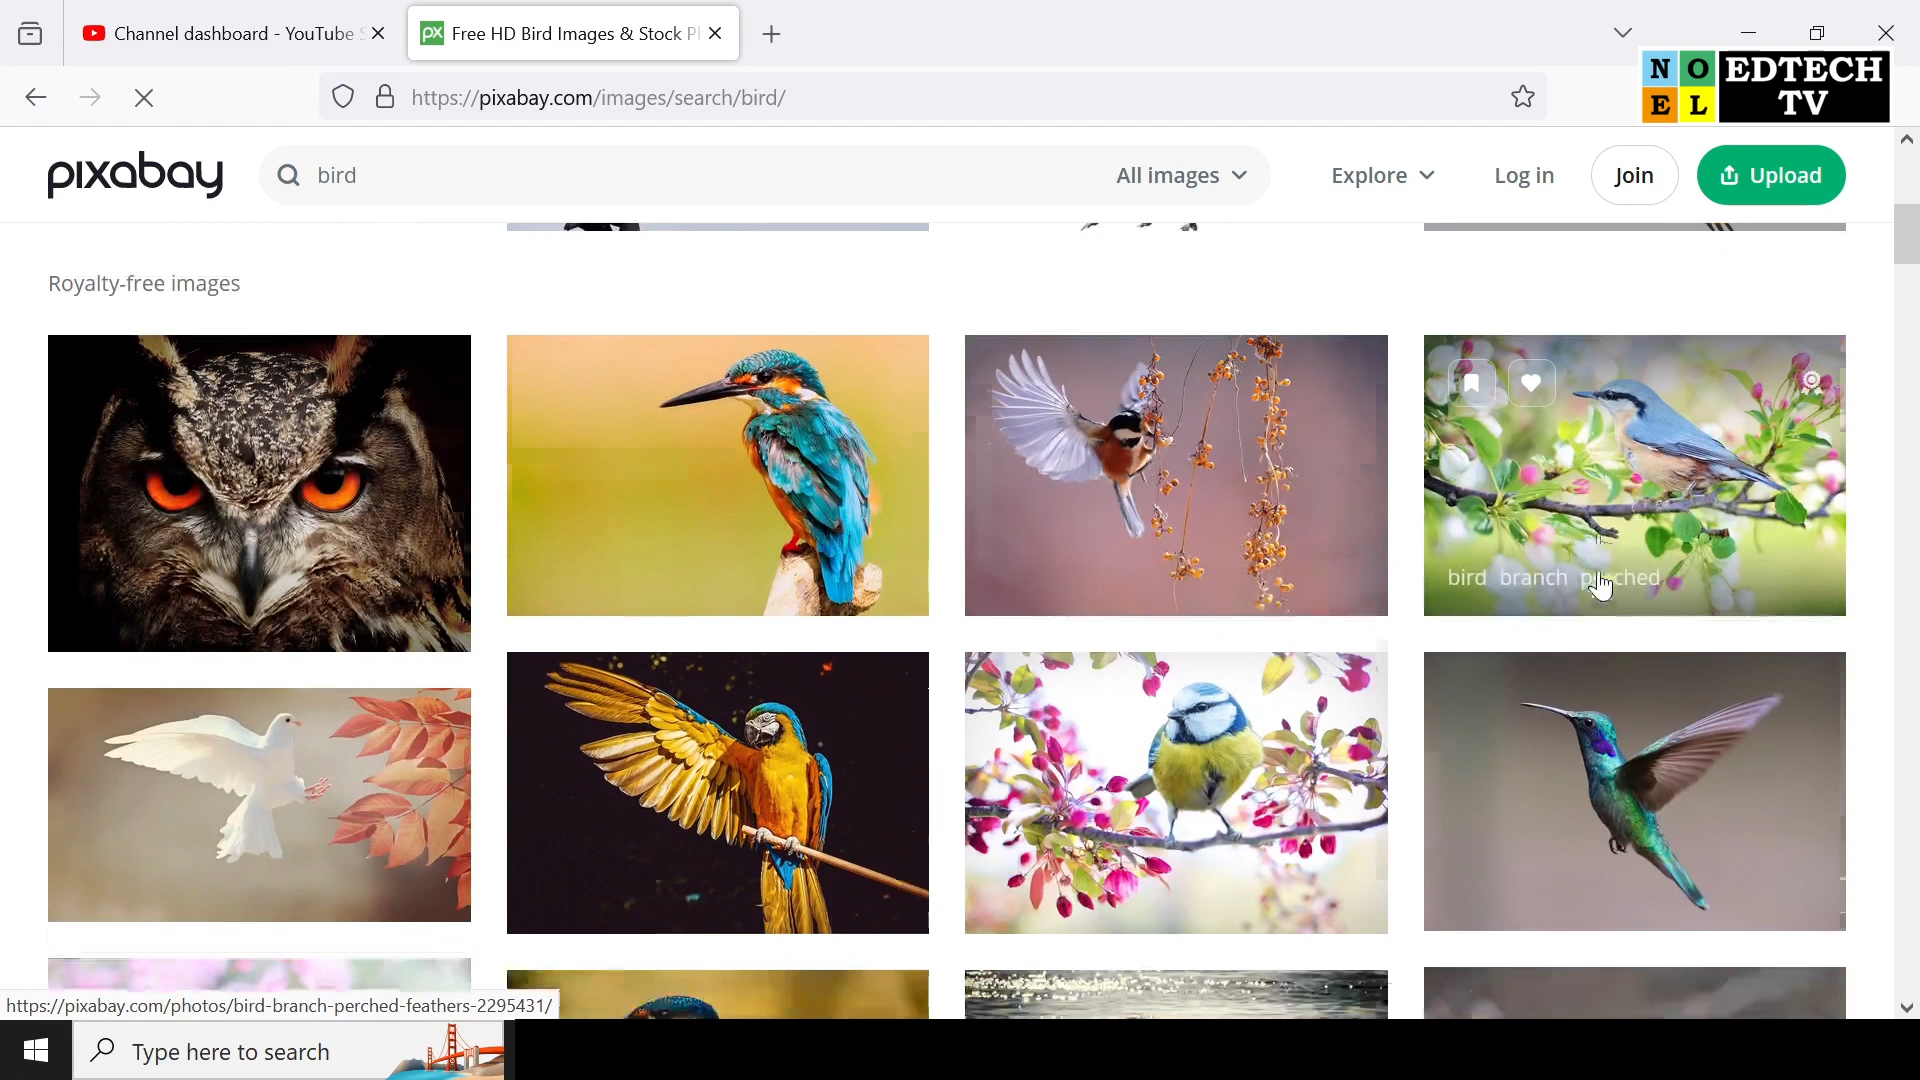 Channel dashboard - YouTube
Free HD Bird Images & Stock P
N O
E L
EDTECH
TV
https://pixabay.com/images/search/bird/
pixabay
bird
All images
Explore
Log in
Join
Upload
Royalty-free images
bird branch perched
https://pixabay.com/photos/bird-branch-perched-feathers-2295431/
Type here to search